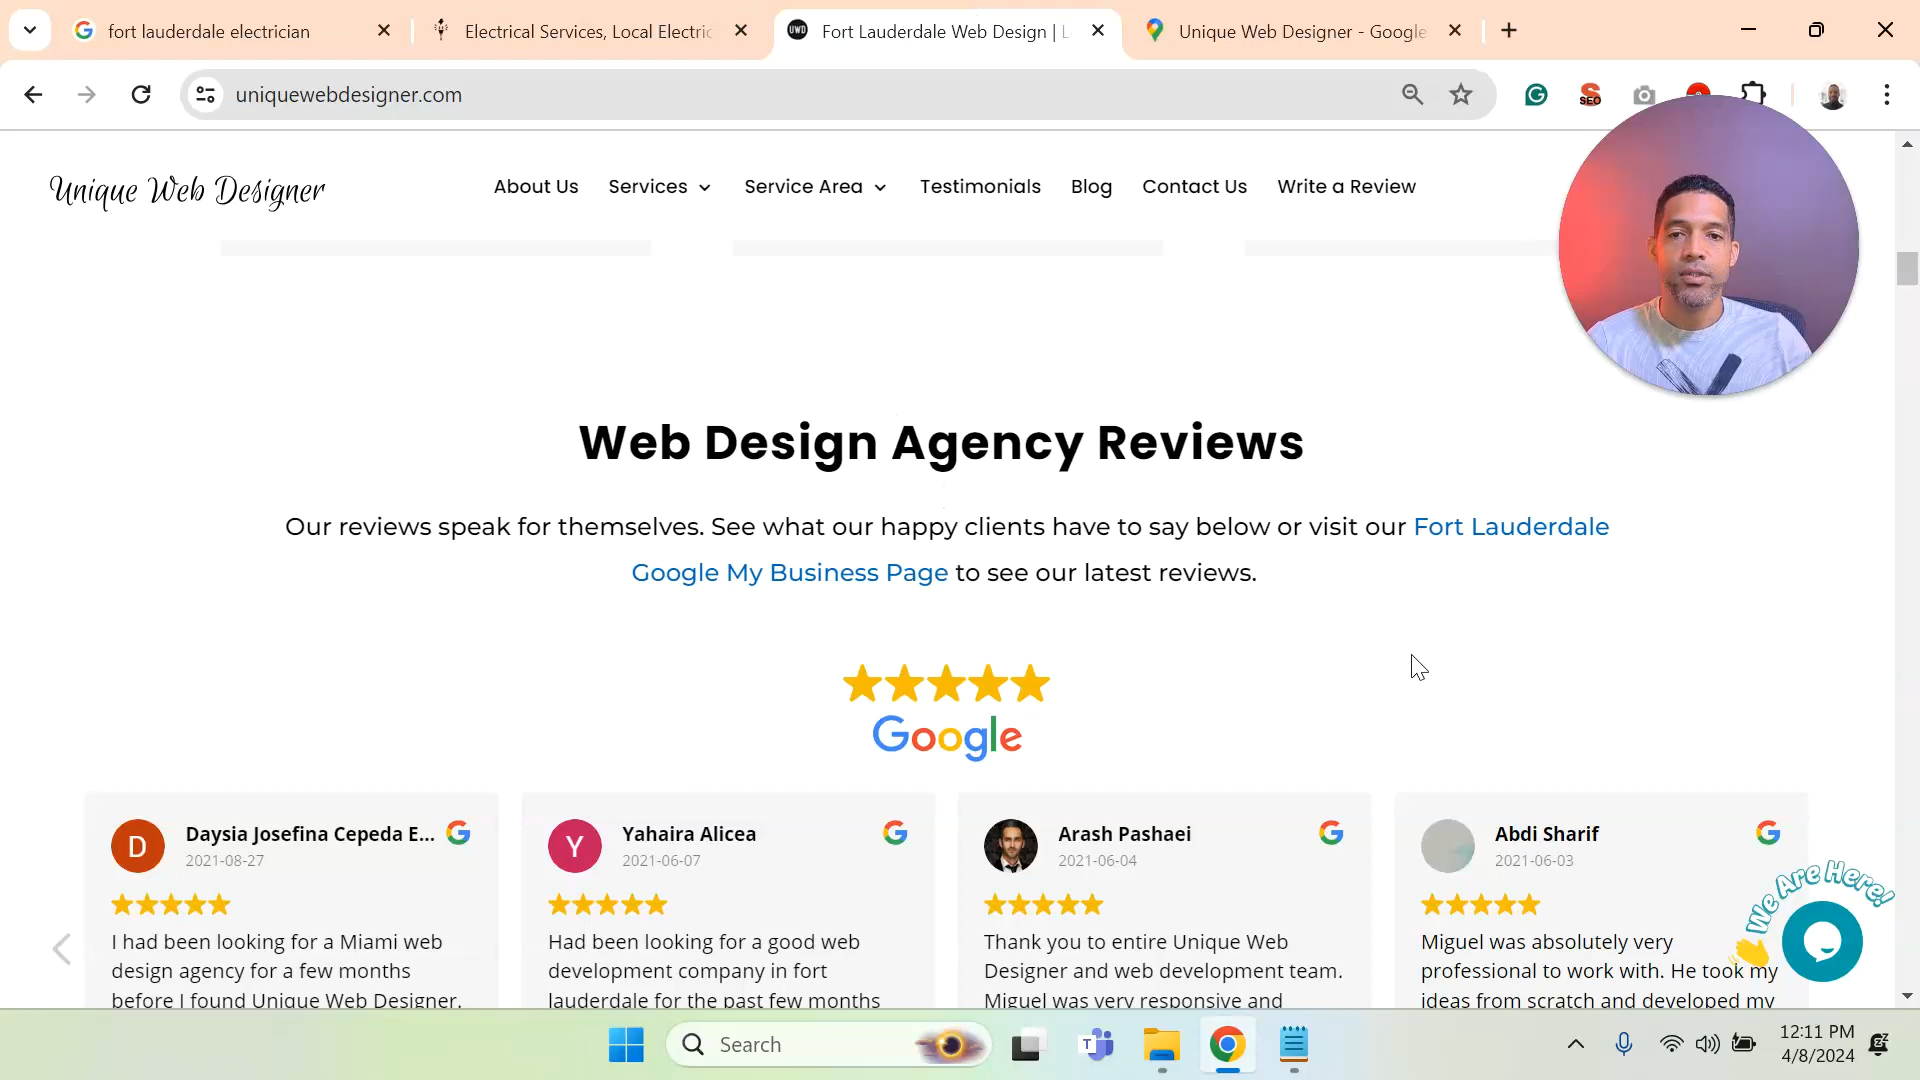 fort lauderdale electrician
Electrical Services, Local Electric
UWD
Fort Lauderdale Web Design | L
Unique Web Designer - Google
uniquewebdesigner.com
SEO
Unique Web Designer
About Us
Services
Service Area
Testimonials
Blog
Contact Us
Write a Review
Web Design Agency Reviews
Our reviews speak for themselves. See what our happy clients have to say below or visit our Fort Lauderdale
Google My Business Page to see our latest reviews.
Google
D
Daysia Josefina Cepeda E...
2021-08-27
I had been looking for a Miami web
design agency for a few months
before I found Unique Web Designer.
Y
Yahaira Alicea
2021-06-07
Had been looking for a good web
development company in fort
lauderdale for the past few months
Arash Pashaei
2021-06-04
Thank you to entire Unique Web
Designer and web development team.
Miguel was very responsive and
Abdi Sharif
2021-06-03
Miguel was absolutely very
professional to work with. He took my
ideas from scratch and developed my
We Are Here!
Search
12:11 PM
4/8/2024